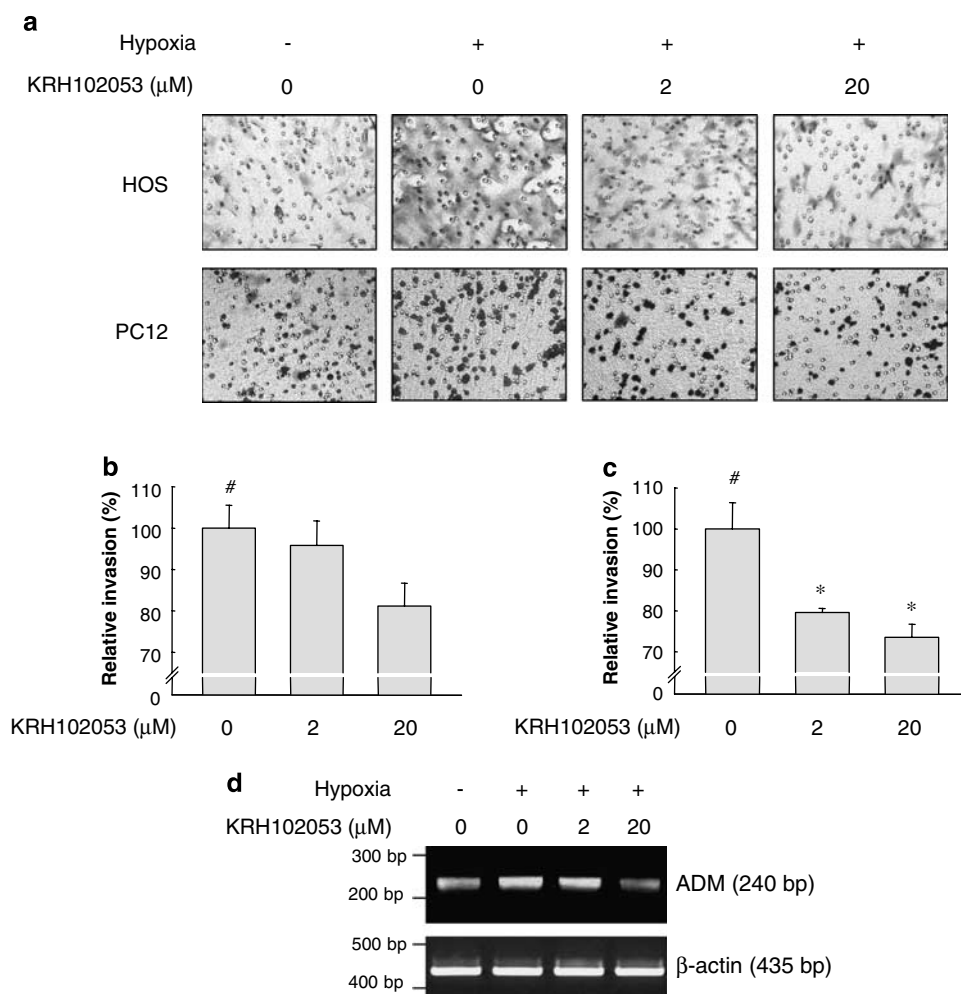 a
Hypoxia - + + +
KRH102053 (μM) 0 0 2 20
HOS
PC12
b
Relative invasion (%)
110
100
90
80
70
0
#
KRH102053 (μM) 0 2 20
c
Relative invasion (%)
110
100
90
80
70
0
#
*
*
KRH102053 (μM) 0 2 20
d
Hypoxia - + + +
KRH102053 (μM) 0 0 2 20
300 bp
200 bp
ADM (240 bp)
500 bp
400 bp
β-actin (435 bp)